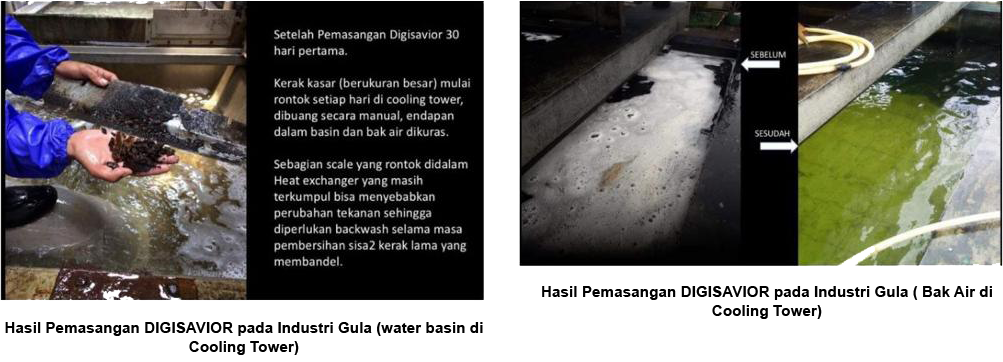 Setelah Pemasangan Digisavior 30
hari pertama.
Kerak kasar (berukuran besar) mulai
rontok setiap hari di cooling tower,
dibuang secara manual, endapan
dalam basin dan bak air dikuras.
Sebagian scale yang rontok didalam
Heat exchanger yang masih
terkumpul bisa menyebabkan
perubahan tekanan sehingga
diperlukan backwash selama masa
pembersihan sisa2 kerak lama yang
membandel.
Hasil Pemasangan DIGISAVIOR pada Industri Gula (water basin di
Cooling Tower)
SEBELUM
SESUDAH
Hasil Pemasangan DIGISAVIOR pada Industri Gula ( Bak Air di
Cooling Tower)